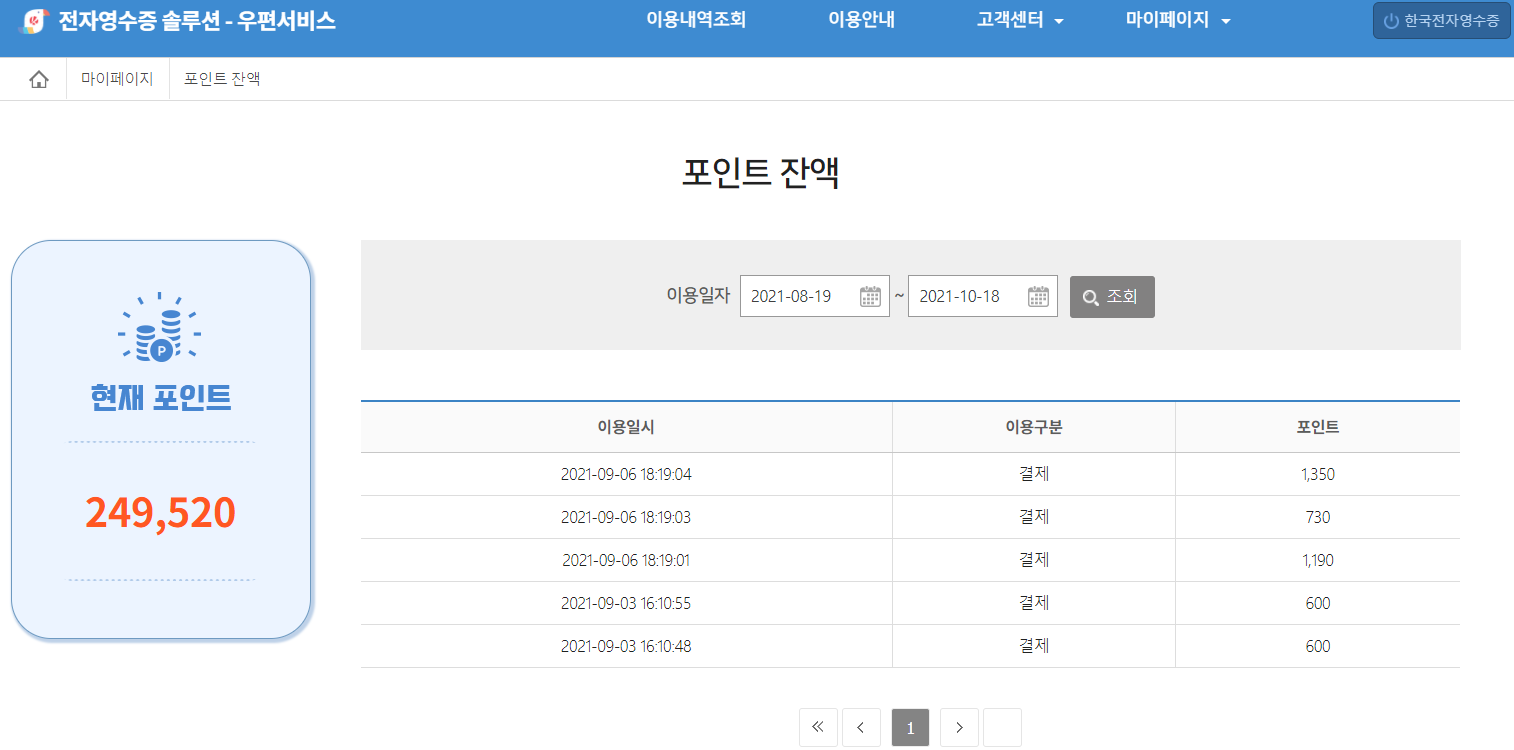 전자영수증 솔루션 - 우편서비스 이용내역조회 이용안내 고객센터 마이페이지 한국전자영수증
마이페이지 포인트 잔액
포인트 잔액
이용일자 2021-08-19 ~ 2021-10-18 조회
P
현재 포인트
249,520
이용일시 이용구분 포인트
2021-09-06 18:19:04 결제 1,350
2021-09-06 18:19:03 결제 730
2021-09-06 18:19:01 결제 1,190
2021-09-03 16:10:55 결제 600
2021-09-03 16:10:48 결제 600
« < 1 >